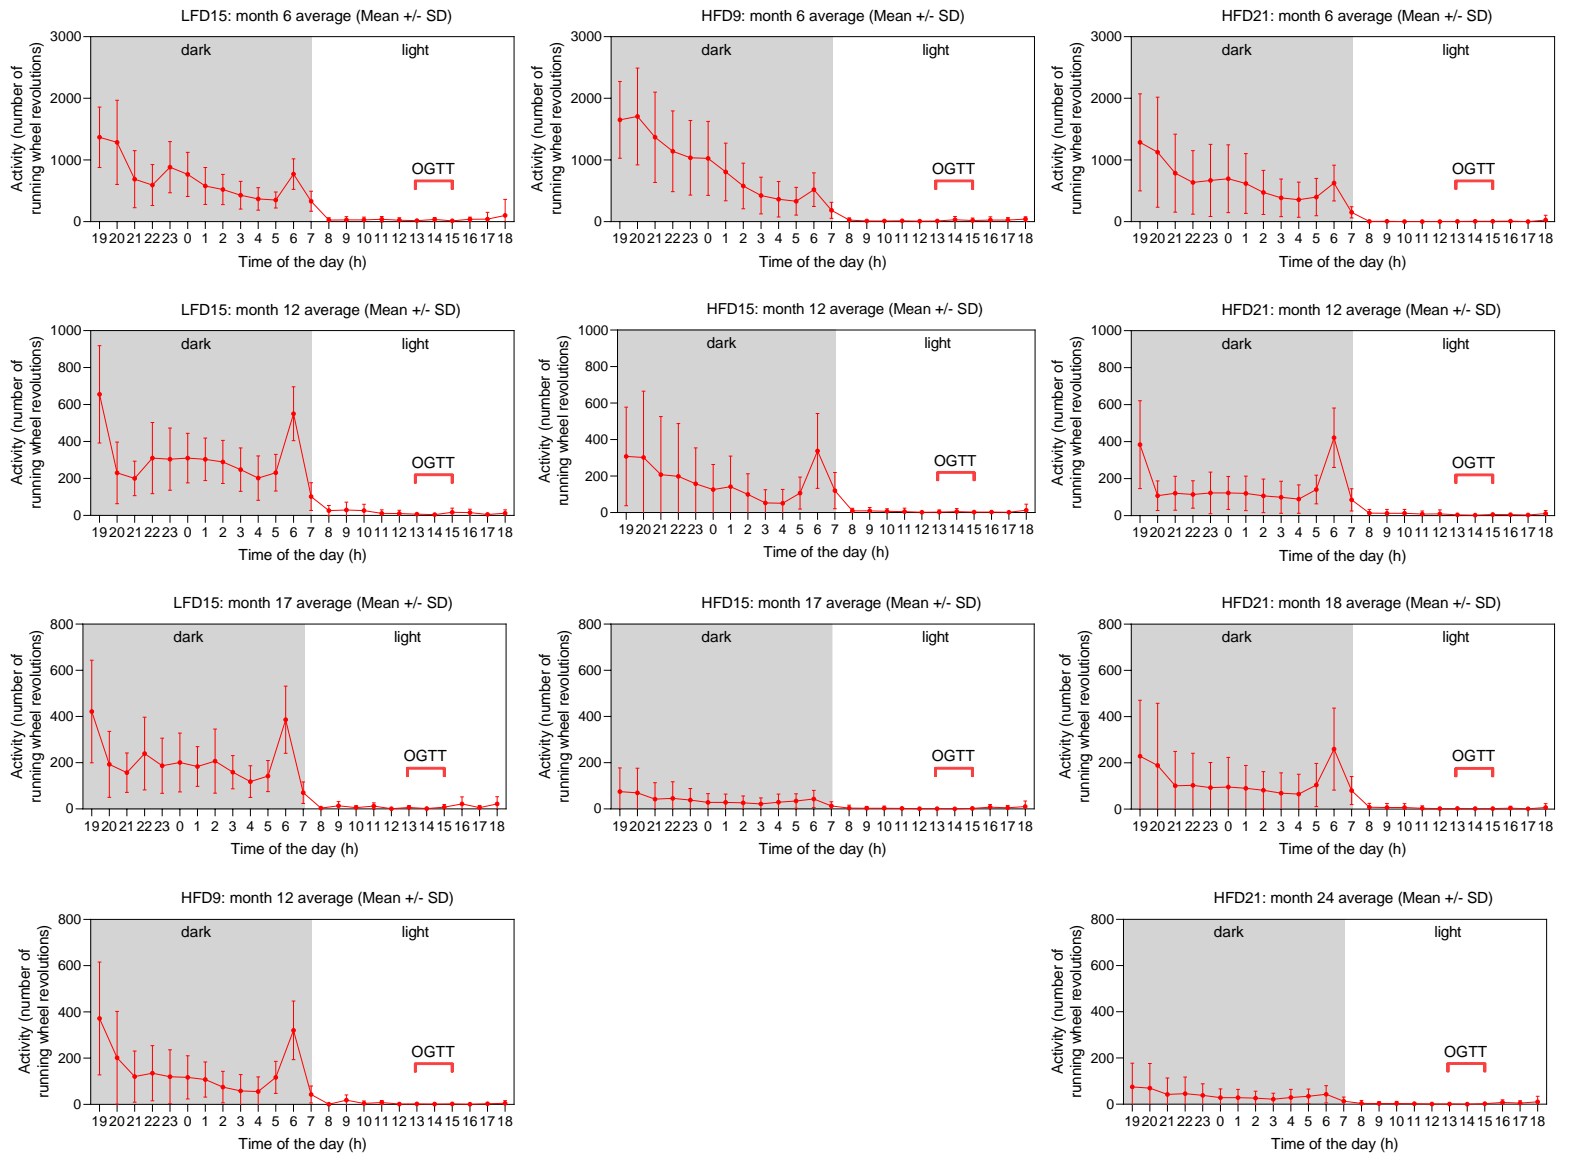 LFD15: month 6 average (Mean +/- SD)
Activity (number of
running wheel revolutions)
3000
2000
1000
0
dark
light
OGTT
19 20 21 22 23 0 1 2 3 4 5 6 7 8 9 10 11 12 13 14 15 16 17 18
Time of the day (h)
HFD9: month 6 average (Mean +/- SD)
Activity (number of
running wheel revolutions)
3000
2000
1000
0
dark
light
OGTT
19 20 21 22 23 0 1 2 3 4 5 6 7 8 9 10 11 12 13 14 15 16 17 18
Time of the day (h)
HFD21: month 6 average (Mean +/- SD)
Activity (number of
running wheel revolutions)
3000
2000
1000
0
dark
light
OGTT
19 20 21 22 23 0 1 2 3 4 5 6 7 8 9 10 11 12 13 14 15 16 17 18
Time of the day (h)
LFD15: month 12 average (Mean +/- SD)
Activity (number of
running wheel revolutions)
1000
800
600
400
200
0
dark
light
OGTT
19 20 21 22 23 0 1 2 3 4 5 6 7 8 9 10 11 12 13 14 15 16 17 18
Time of the day (h)
HFD15: month 12 average (Mean +/- SD)
Activity (number of
running wheel revolutions)
1000
800
600
400
200
0
dark
light
OGTT
19 20 21 22 23 0 1 2 3 4 5 6 7 8 9 10 11 12 13 14 15 16 17 18
Time of the day (h)
HFD21: month 12 average (Mean +/- SD)
Activity (number of
running wheel revolutions)
1000
800
600
400
200
0
dark
light
OGTT
19 20 21 22 23 0 1 2 3 4 5 6 7 8 9 10 11 12 13 14 15 16 17 18
Time of the day (h)
LFD15: month 17 average (Mean +/- SD)
Activity (number of
running wheel revolutions)
800
600
400
200
0
dark
light
OGTT
19 20 21 22 23 0 1 2 3 4 5 6 7 8 9 10 11 12 13 14 15 16 17 18
Time of the day (h)
HFD15: month 17 average (Mean +/- SD)
Activity (number of
running wheel revolutions)
800
600
400
200
0
dark
light
OGTT
19 20 21 22 23 0 1 2 3 4 5 6 7 8 9 10 11 12 13 14 15 16 17 18
Time of the day (h)
HFD21: month 18 average (Mean +/- SD)
Activity (number of
running wheel revolutions)
800
600
400
200
0
dark
light
OGTT
19 20 21 22 23 0 1 2 3 4 5 6 7 8 9 10 11 12 13 14 15 16 17 18
Time of the day (h)
HFD9: month 12 average (Mean +/- SD)
Activity (number of
running wheel revolutions)
800
600
400
200
0
dark
light
OGTT
19 20 21 22 23 0 1 2 3 4 5 6 7 8 9 10 11 12 13 14 15 16 17 18
Time of the day (h)
HFD21: month 24 average (Mean +/- SD)
Activity (number of
running wheel revolutions)
800
600
400
200
0
dark
light
OGTT
19 20 21 22 23 0 1 2 3 4 5 6 7 8 9 10 11 12 13 14 15 16 17 18
Time of the day (h)